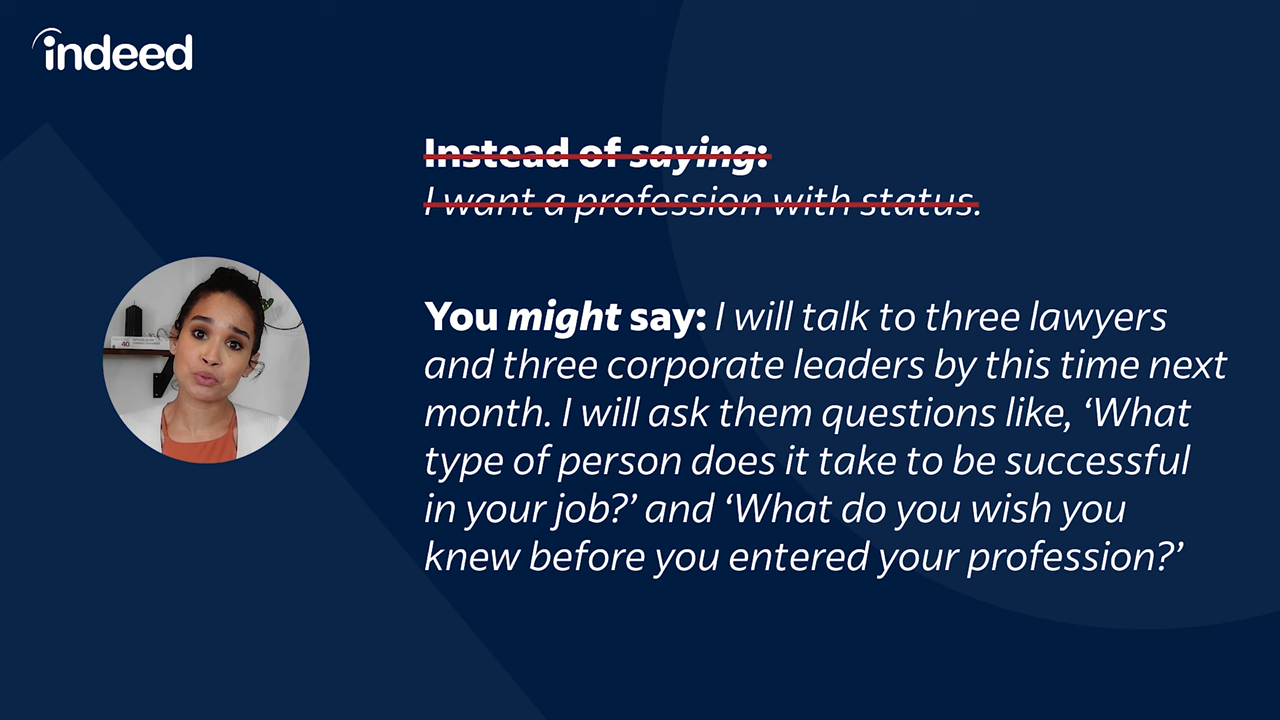 indeed
Instead of saying:
I want a profession with status.
You might say: I will talk to three lawyers
and three corporate leaders by this time next
month. I will ask them questions like, ‘What
type of person does it take to be successful
in your job?’ and ‘What do you wish you
knew before you entered your profession?’